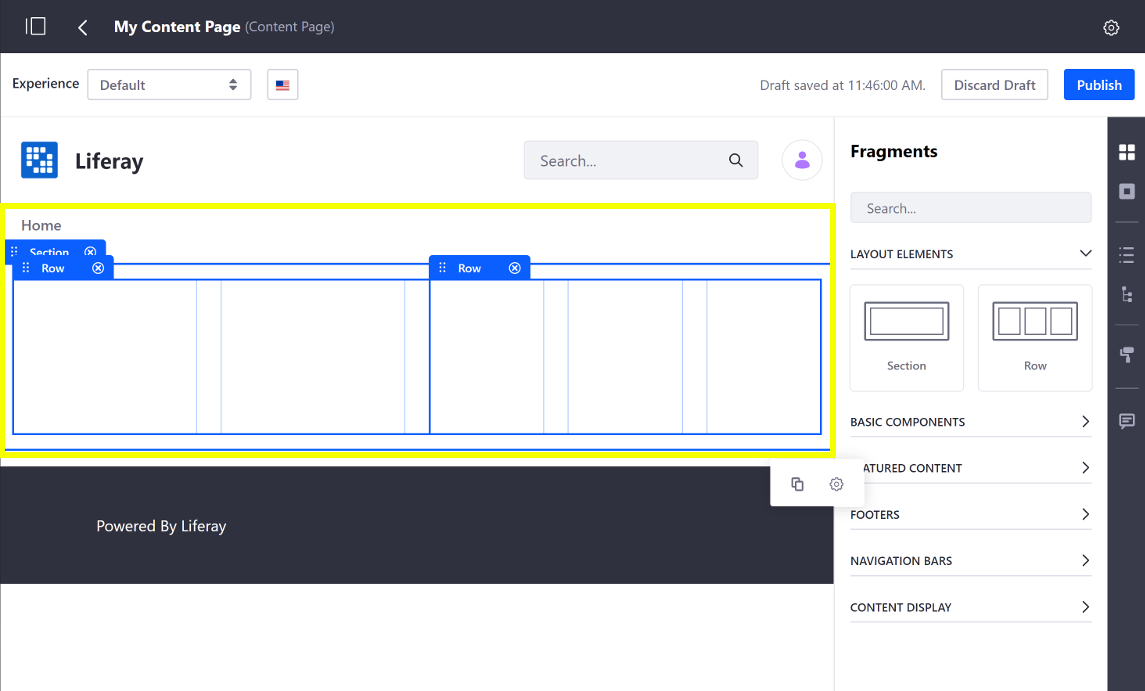 My Content Page (Content Page)
Experience
Default
Draft saved at 11:46:00 AM.
Discard Draft
Publish
Liferay
Search...
Home
Section
Row
Row
Powered By Liferay
Fragments
Search...
LAYOUT ELEMENTS
Section
Row
BASIC COMPONENTS
ATURED CONTENT
FOOTERS
NAVIGATION BARS
CONTENT DISPLAY